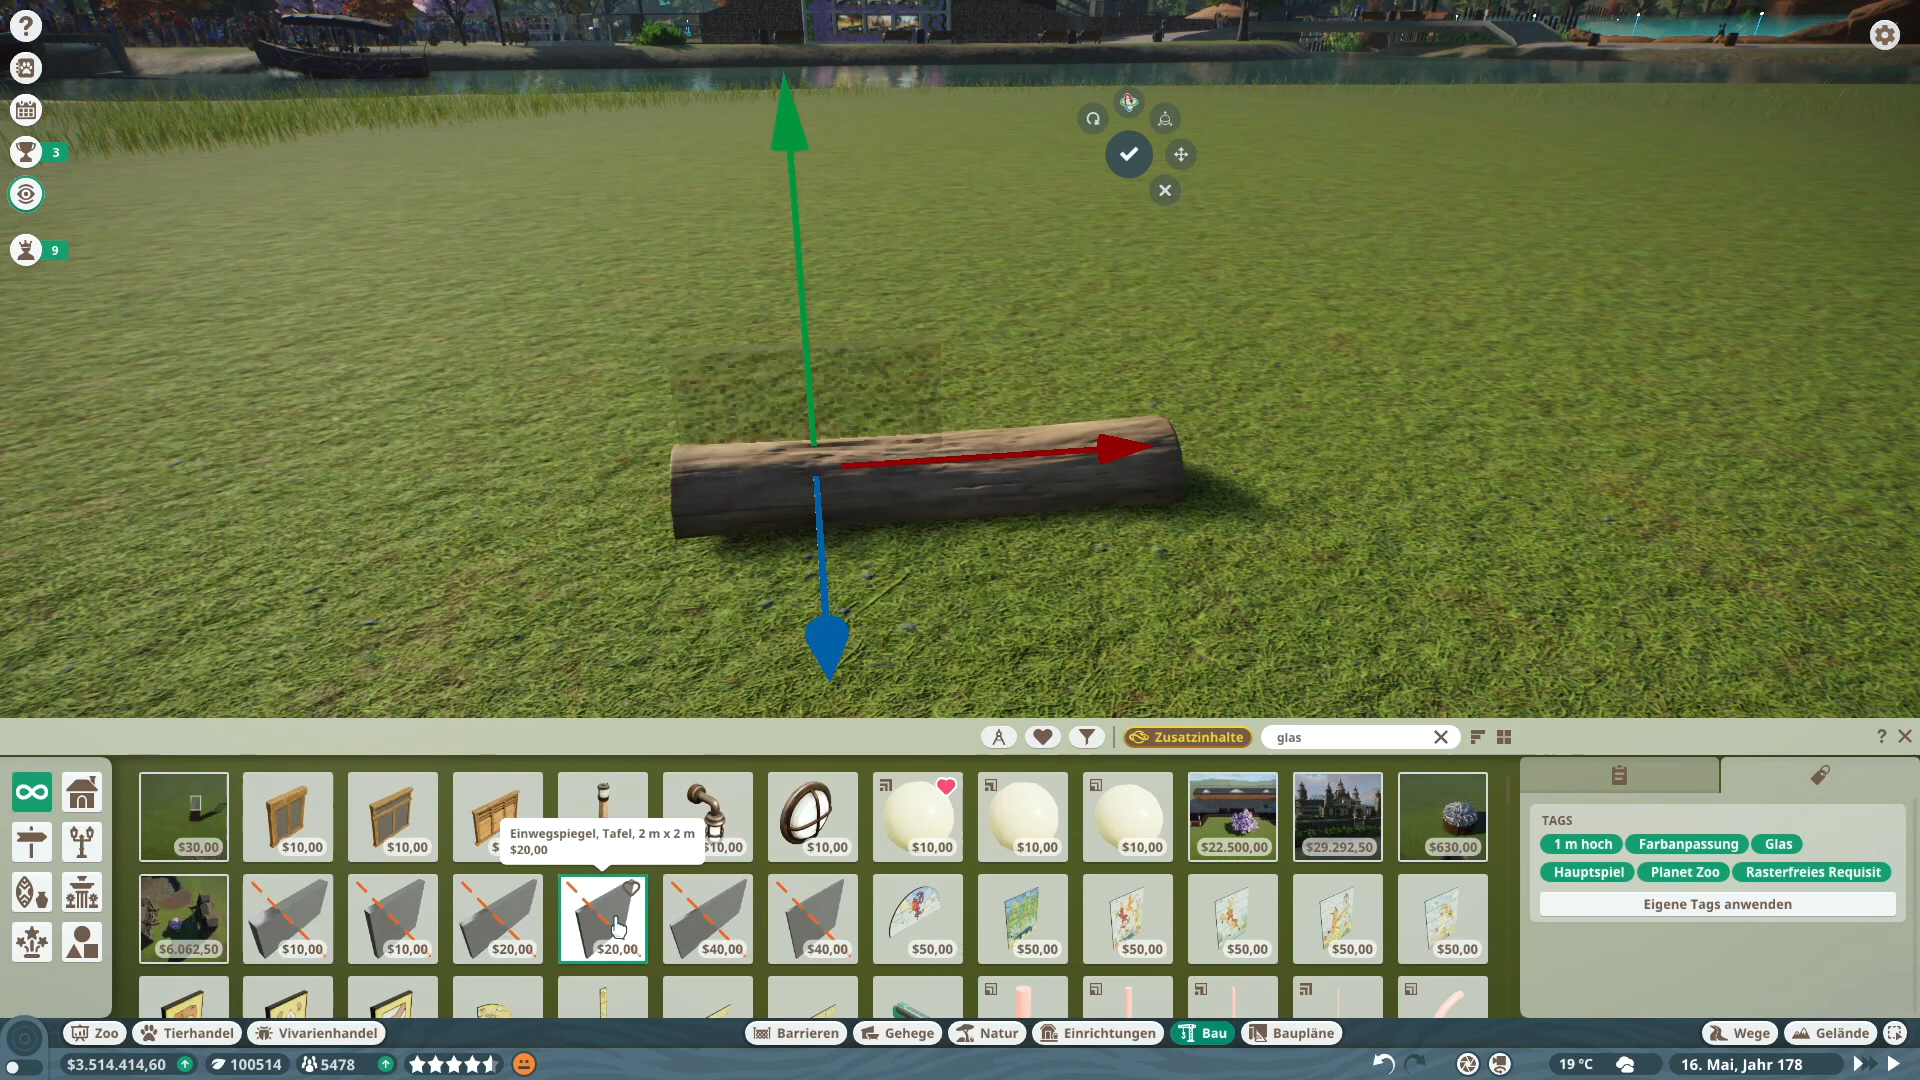 ?
3
9
Zusatzinhalte
glas
?
$30,00
$10,00
$10,00
$10,00
$10,00
$10,00
$10,00
$10,00
$22.500,00
$29.292,50
$630,00
Einwegspiegel, Tafel, 2 m x 2 m
$20,00
$6.062,50
$10,00
$10,00
$20,00
$20,00
$40,00
$40,00
$50,00
$50,00
$50,00
$50,00
$50,00
$50,00
TAGS
1 m hoch
Farbanpassung
Glas
Hauptspiel
Planet Zoo
Rasterfreies Requisit
Eigene Tags anwenden
Zoo
Tierhandel
Vivarienhandel
Barrieren
Gehege
Natur
Einrichtungen
Bau
Baupläne
Wege
Gelände
$3.514.414,60
100514
5478
19 °C
16. Mai, Jahr 178